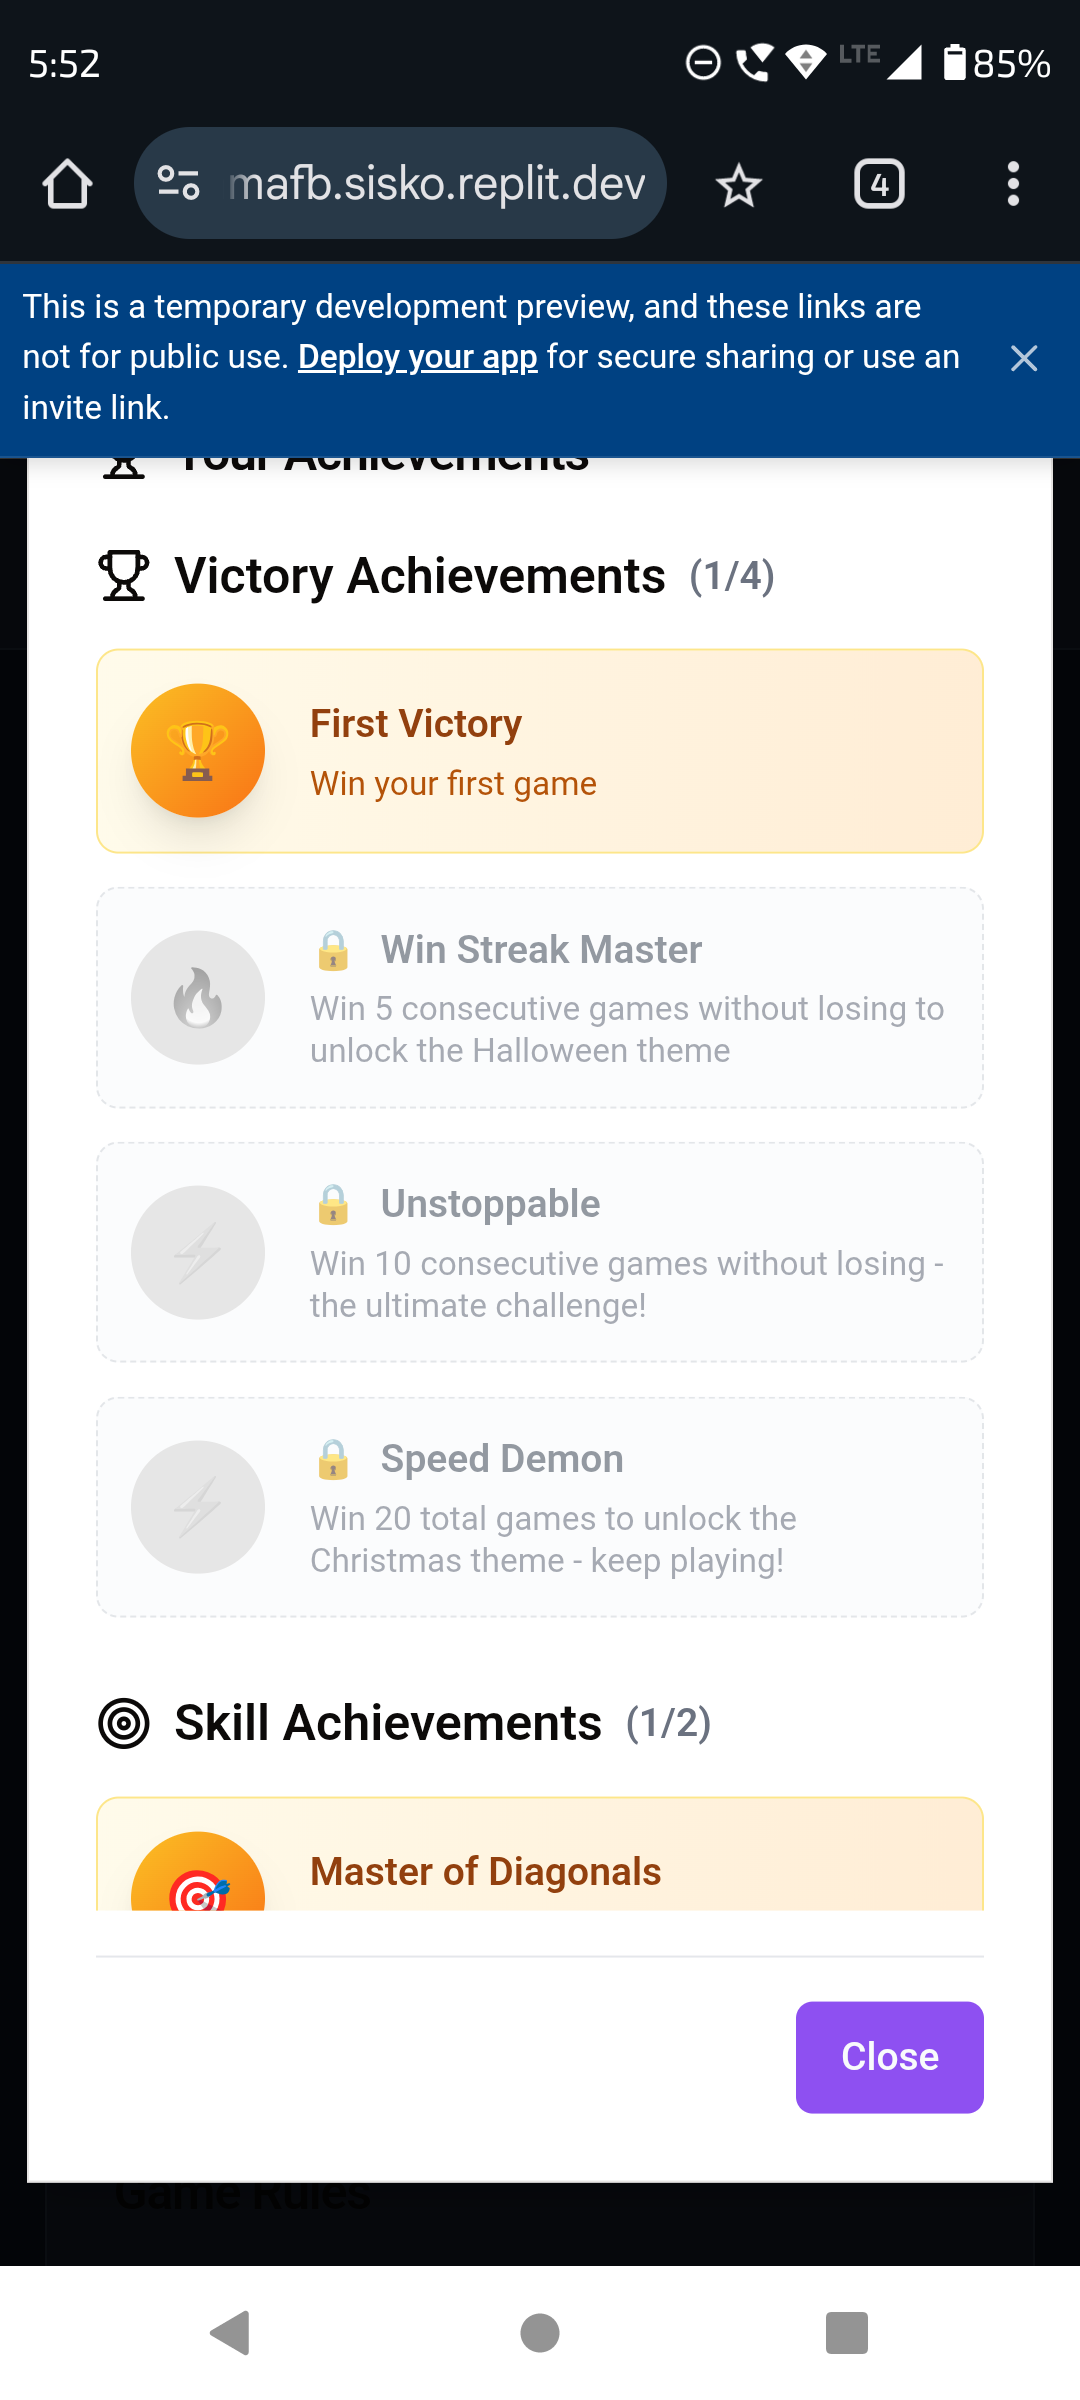 5:52
LTE
85%
mafb.sisko.replit.dev
4
This is a temporary development preview, and these links are
not for public use. Deploy your app for secure sharing or use an
invite link.
Your Achievements
Victory Achievements (1/4)
First Victory
Win your first game
Win Streak Master
Win 5 consecutive games without losing to
unlock the Halloween theme
Unstoppable
Win 10 consecutive games without losing -
the ultimate challenge!
Speed Demon
Win 20 total games to unlock the
Christmas theme - keep playing!
Skill Achievements (1/2)
Master of Diagonals
Close
Game Rules